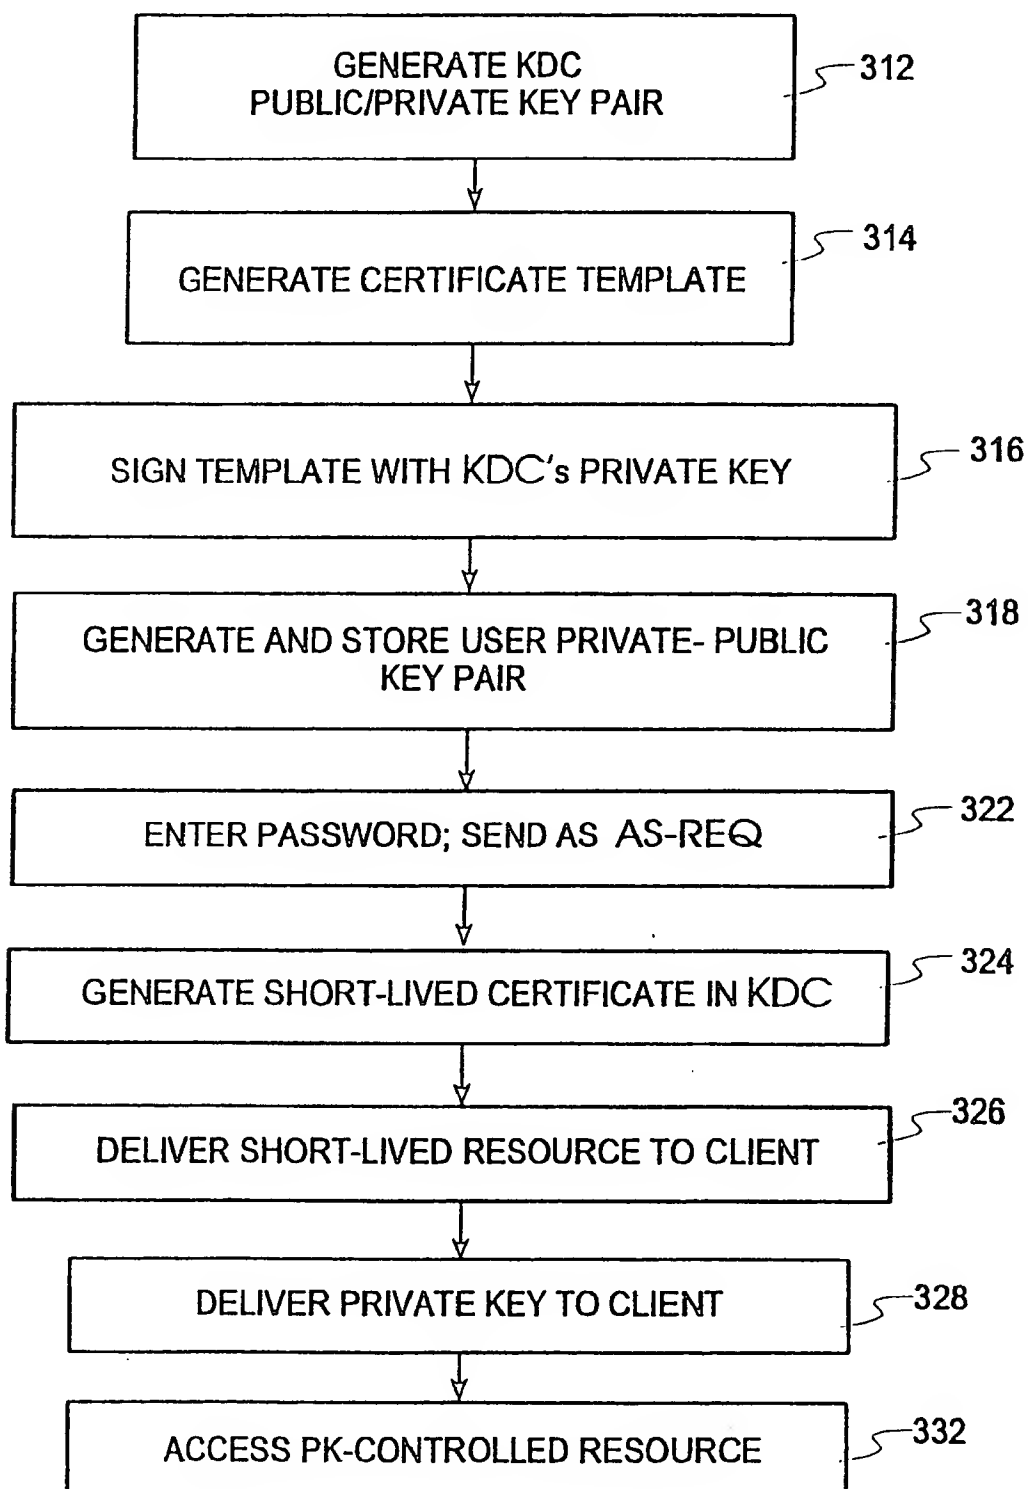 GENERATE KDC
PUBLIC/PRIVATE KEY PAIR
312
GENERATE CERTIFICATE TEMPLATE
314
SIGN TEMPLATE WITH KDC's PRIVATE KEY
316
GENERATE AND STORE USER PRIVATE- PUBLIC
KEY PAIR
318
ENTER PASSWORD; SEND AS AS-REQ
322
GENERATE SHORT-LIVED CERTIFICATE IN KDC
324
DELIVER SHORT-LIVED RESOURCE TO CLIENT
326
DELIVER PRIVATE KEY TO CLIENT
328
ACCESS PK-CONTROLLED RESOURCE
332